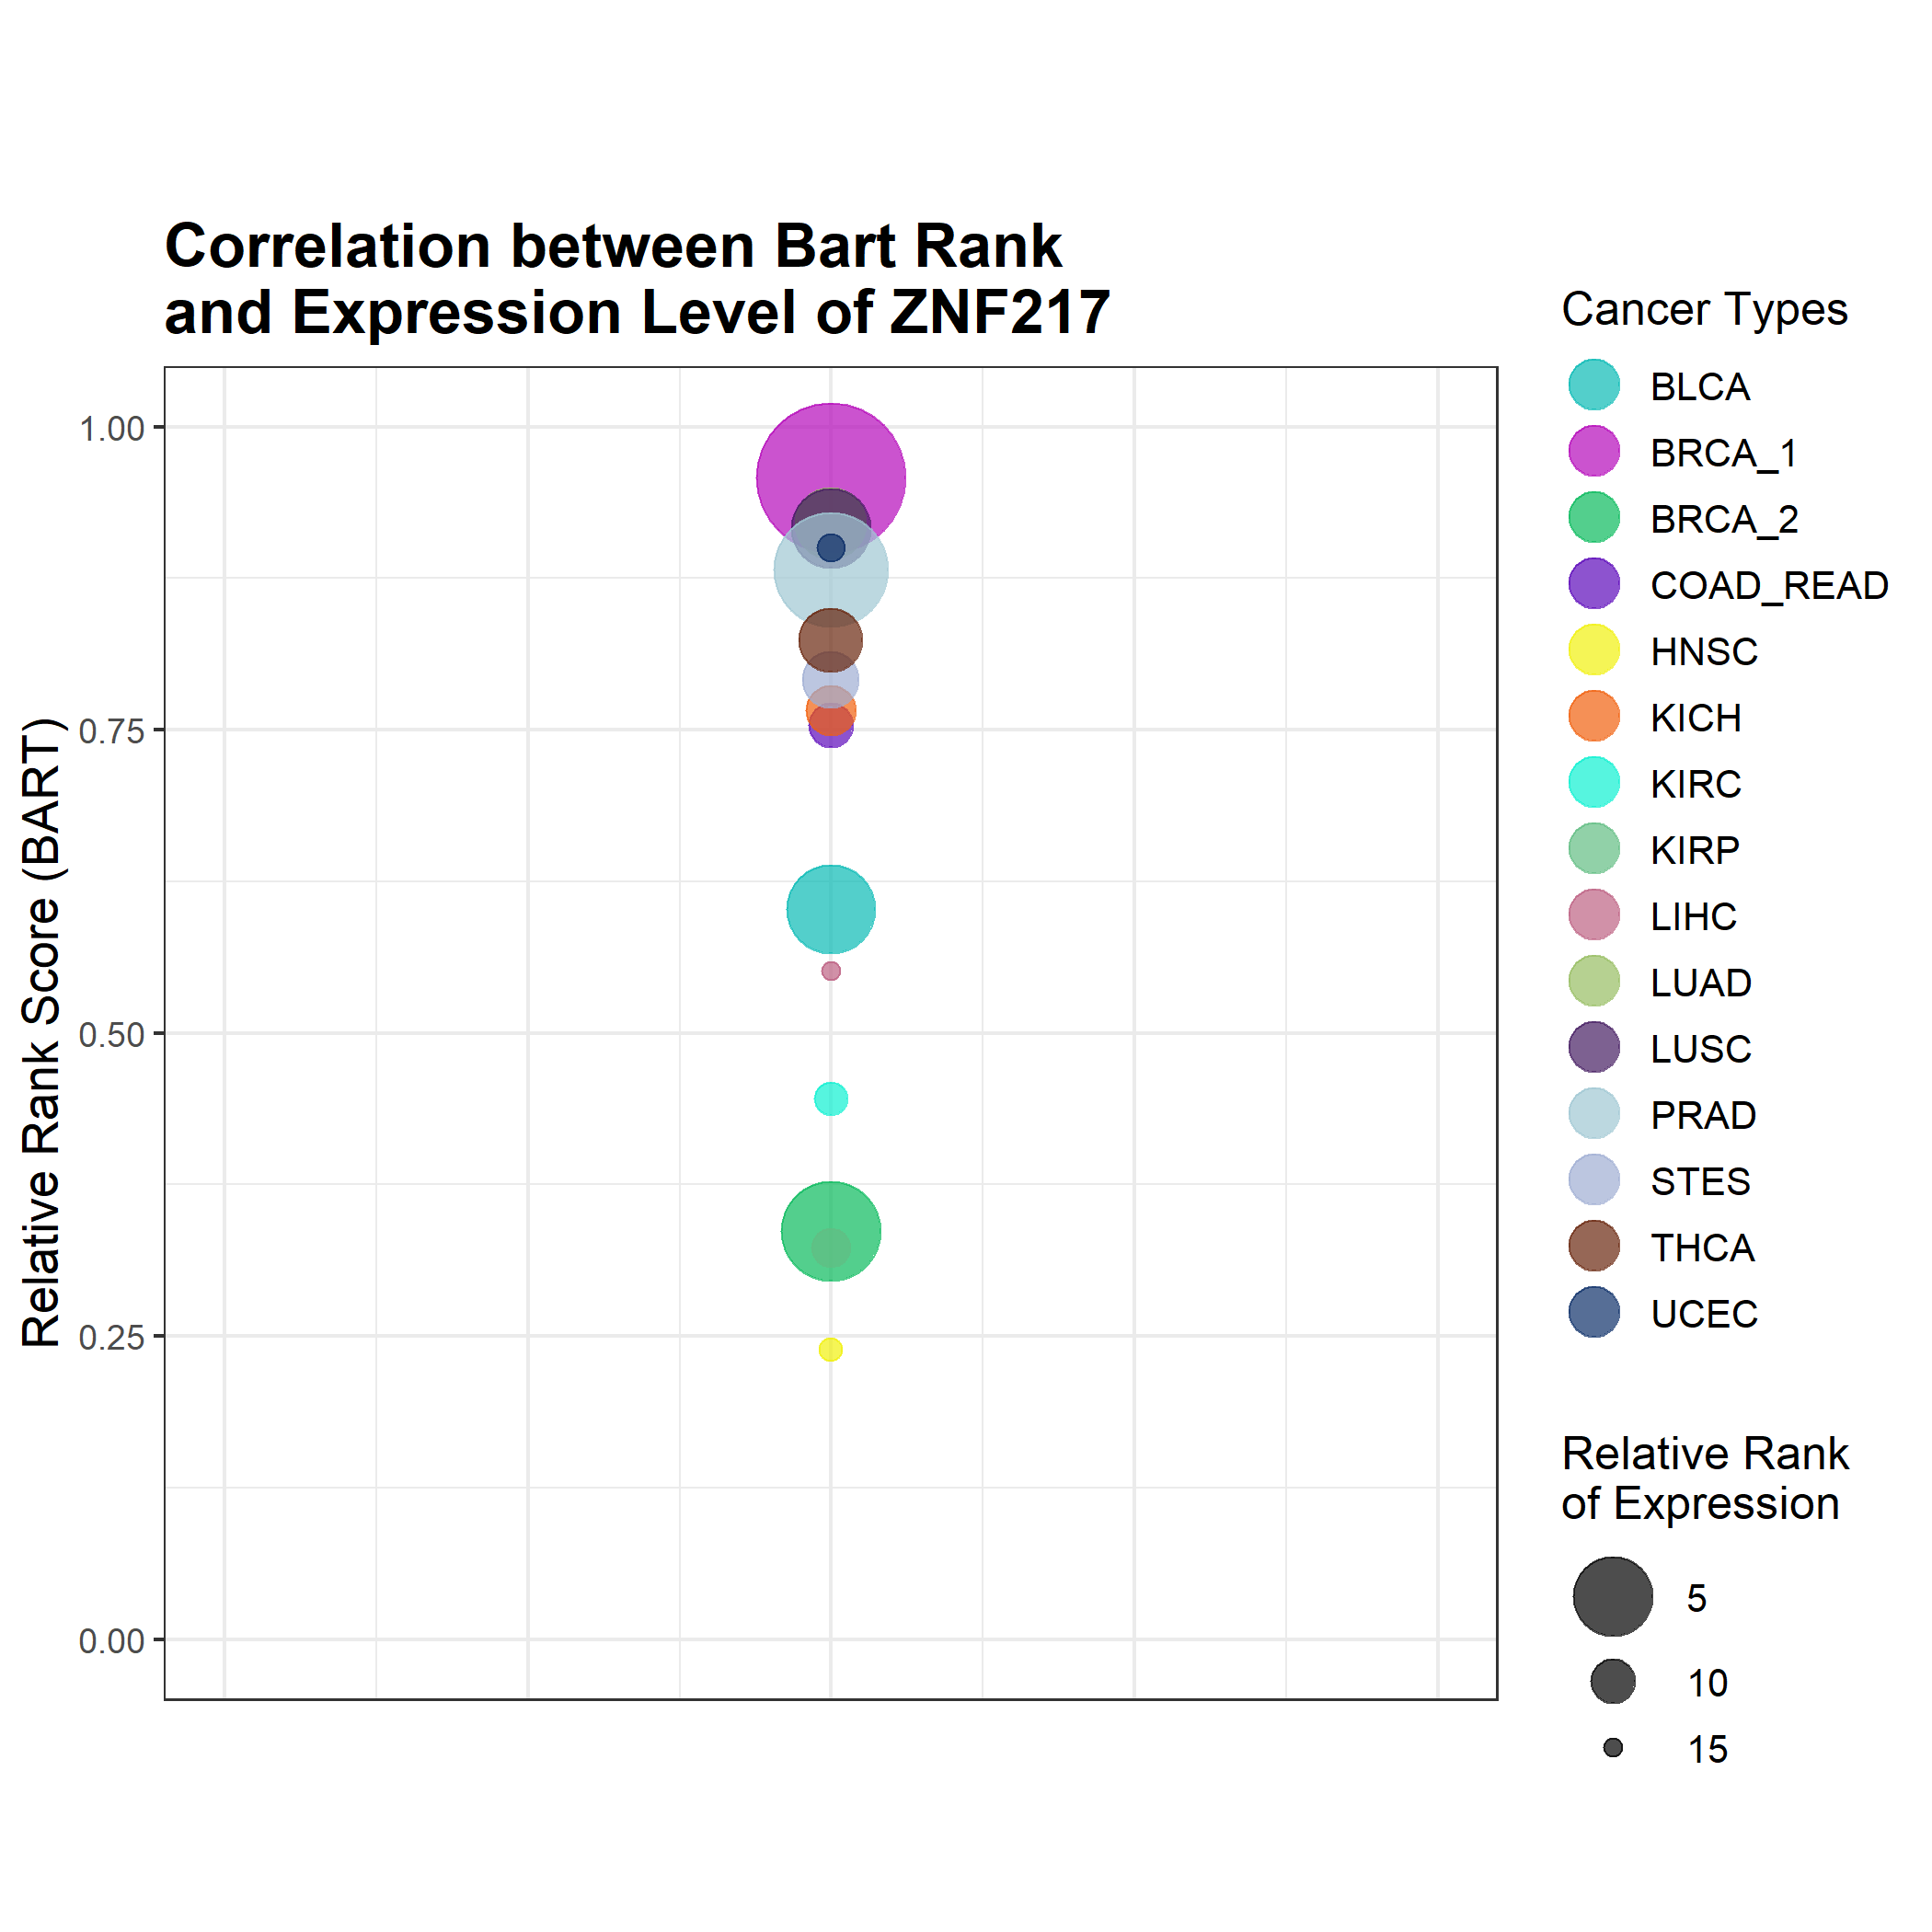 Correlation between Bart Rank
and Expression Level of ZNF217
Relative Rank Score (BART)
1.00
0.75
0.50
0.25
0.00
Cancer Types
BLCA
BRCA_1
BRCA_2
COAD_READ
HNSC
KICH
KIRC
KIRP
LIHC
LUAD
LUSC
PRAD
STES
THCA
UCEC
Relative Rank
of Expression
5
10
15